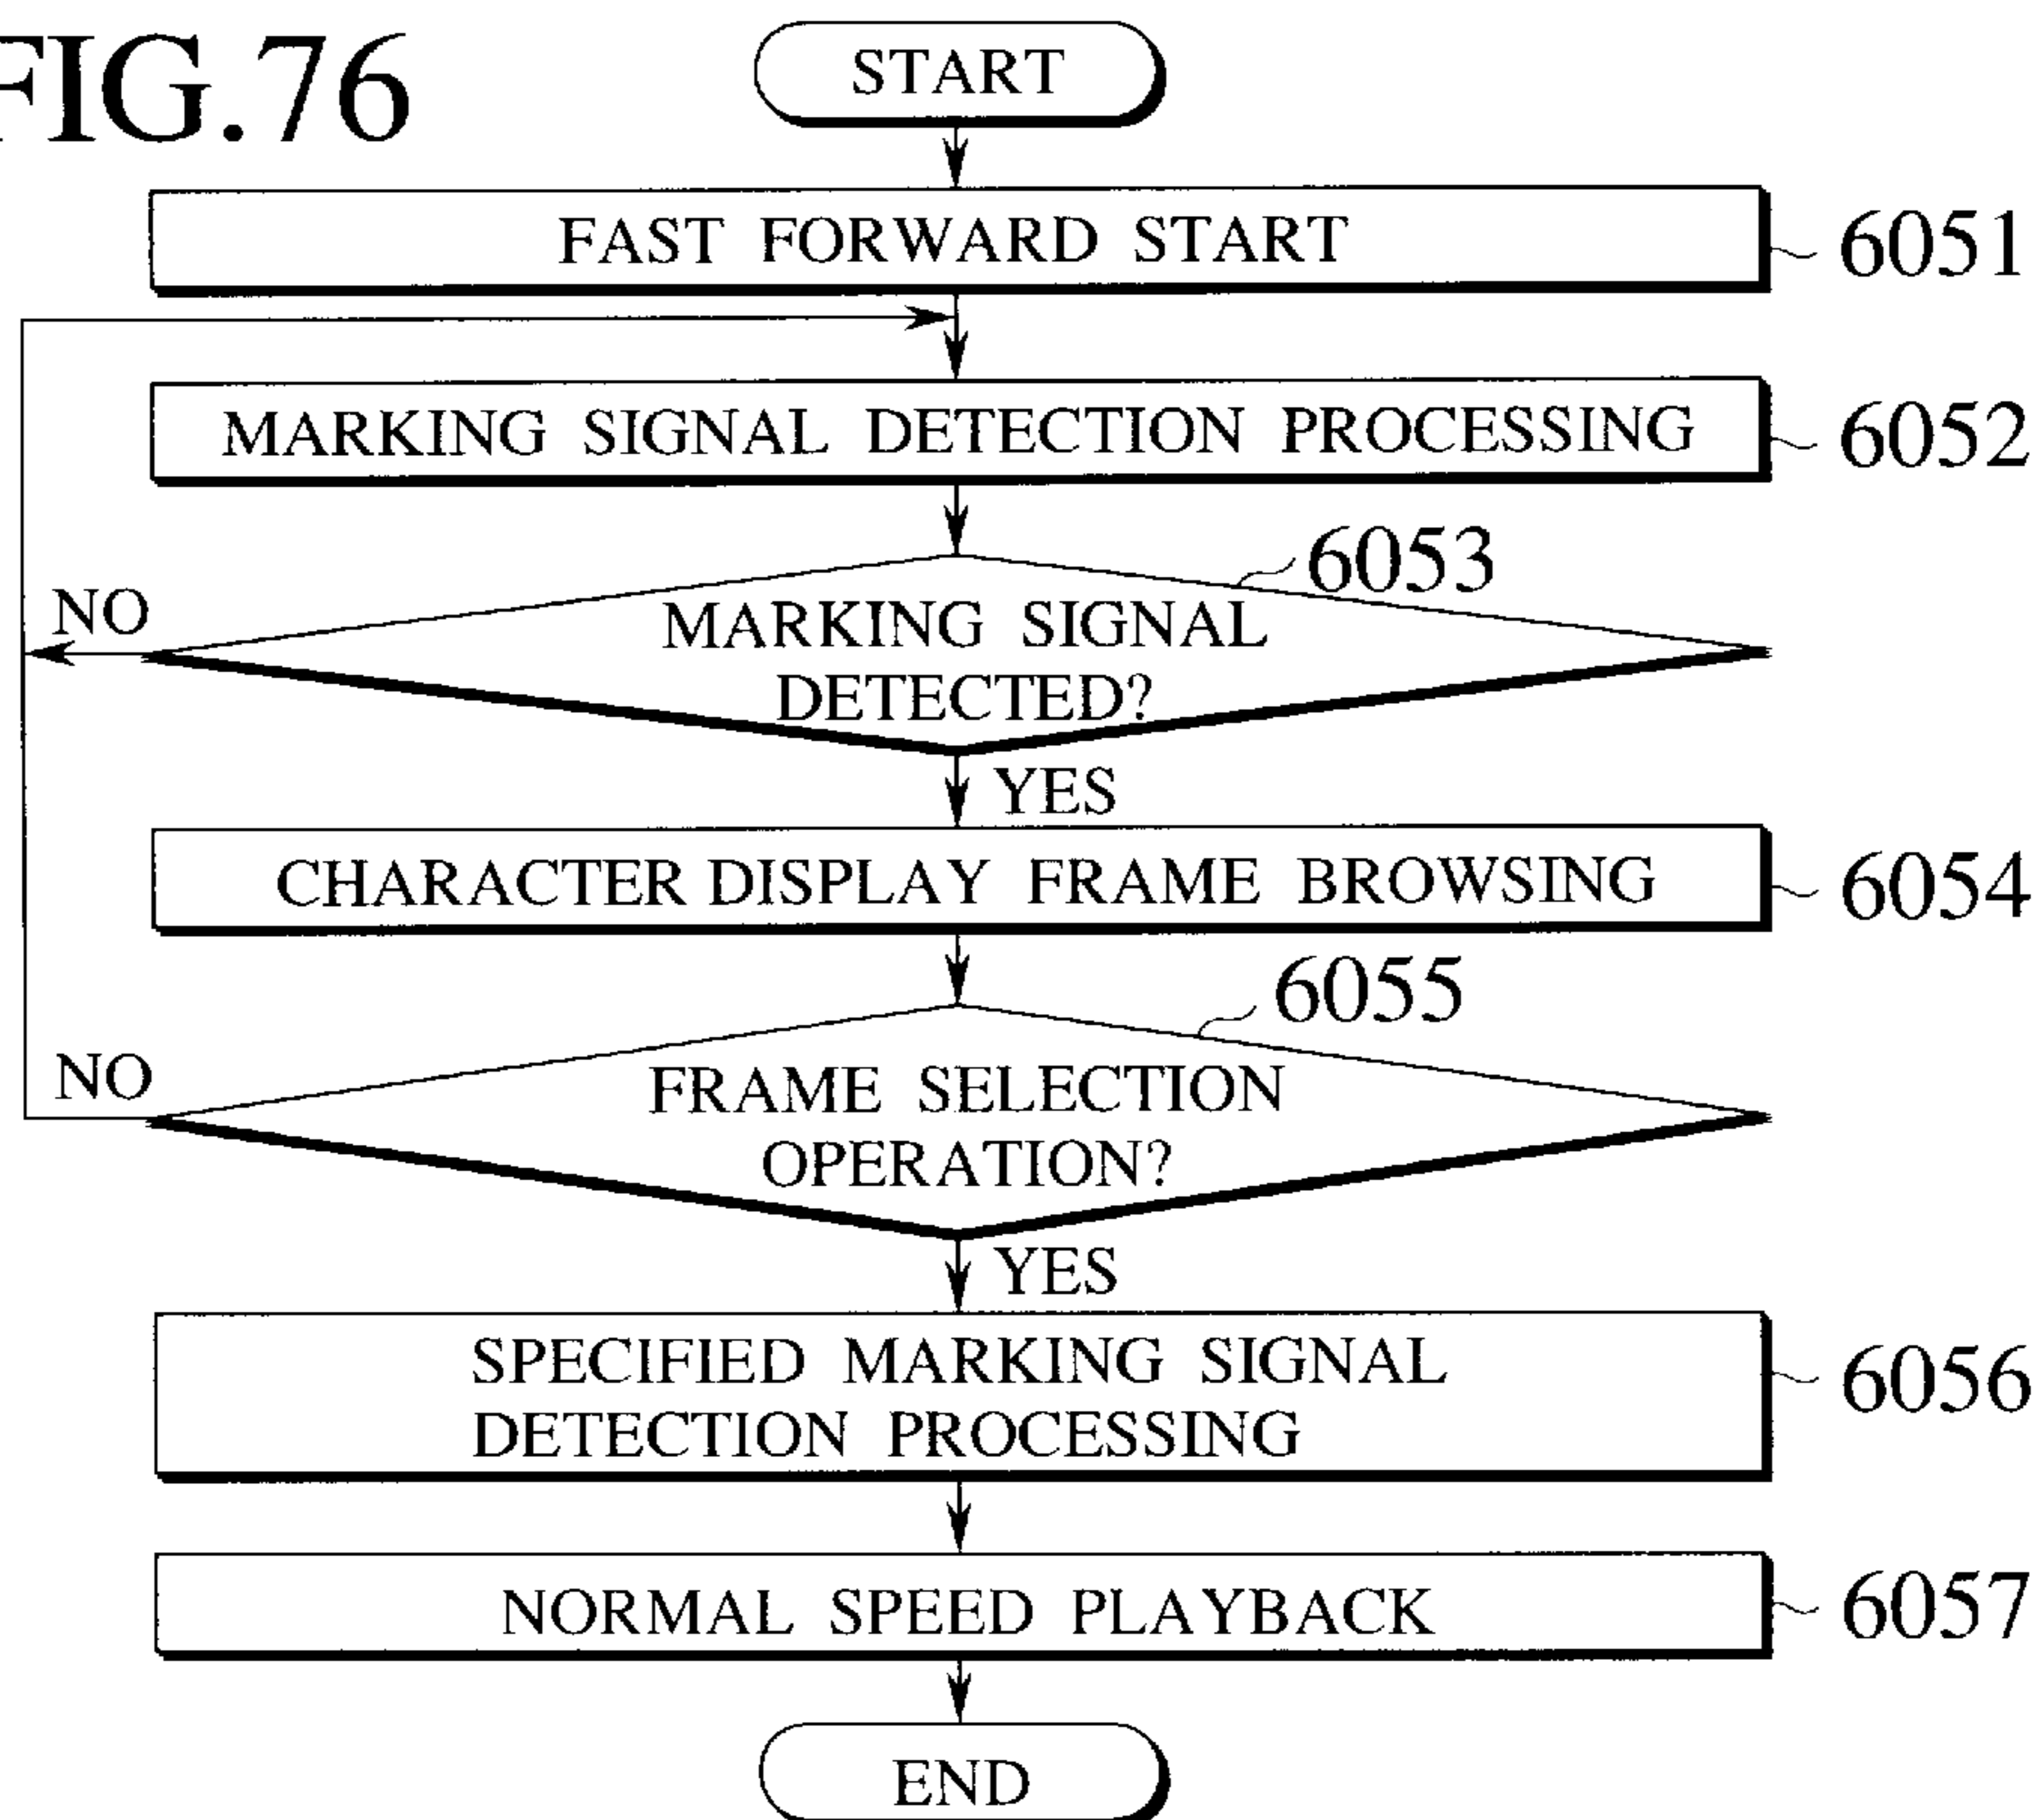 FIG.76
START
FAST FORWARD START
6051
MARKING SIGNAL DETECTION PROCESSING
6052
6053
NO
MARKING SIGNAL
DETECTED?
YES
CHARACTER DISPLAY FRAME BROWSING
6054
6055
NO
FRAME SELECTION
OPERATION?
YES
SPECIFIED MARKING SIGNAL
DETECTION PROCESSING
6056
NORMAL SPEED PLAYBACK
6057
END